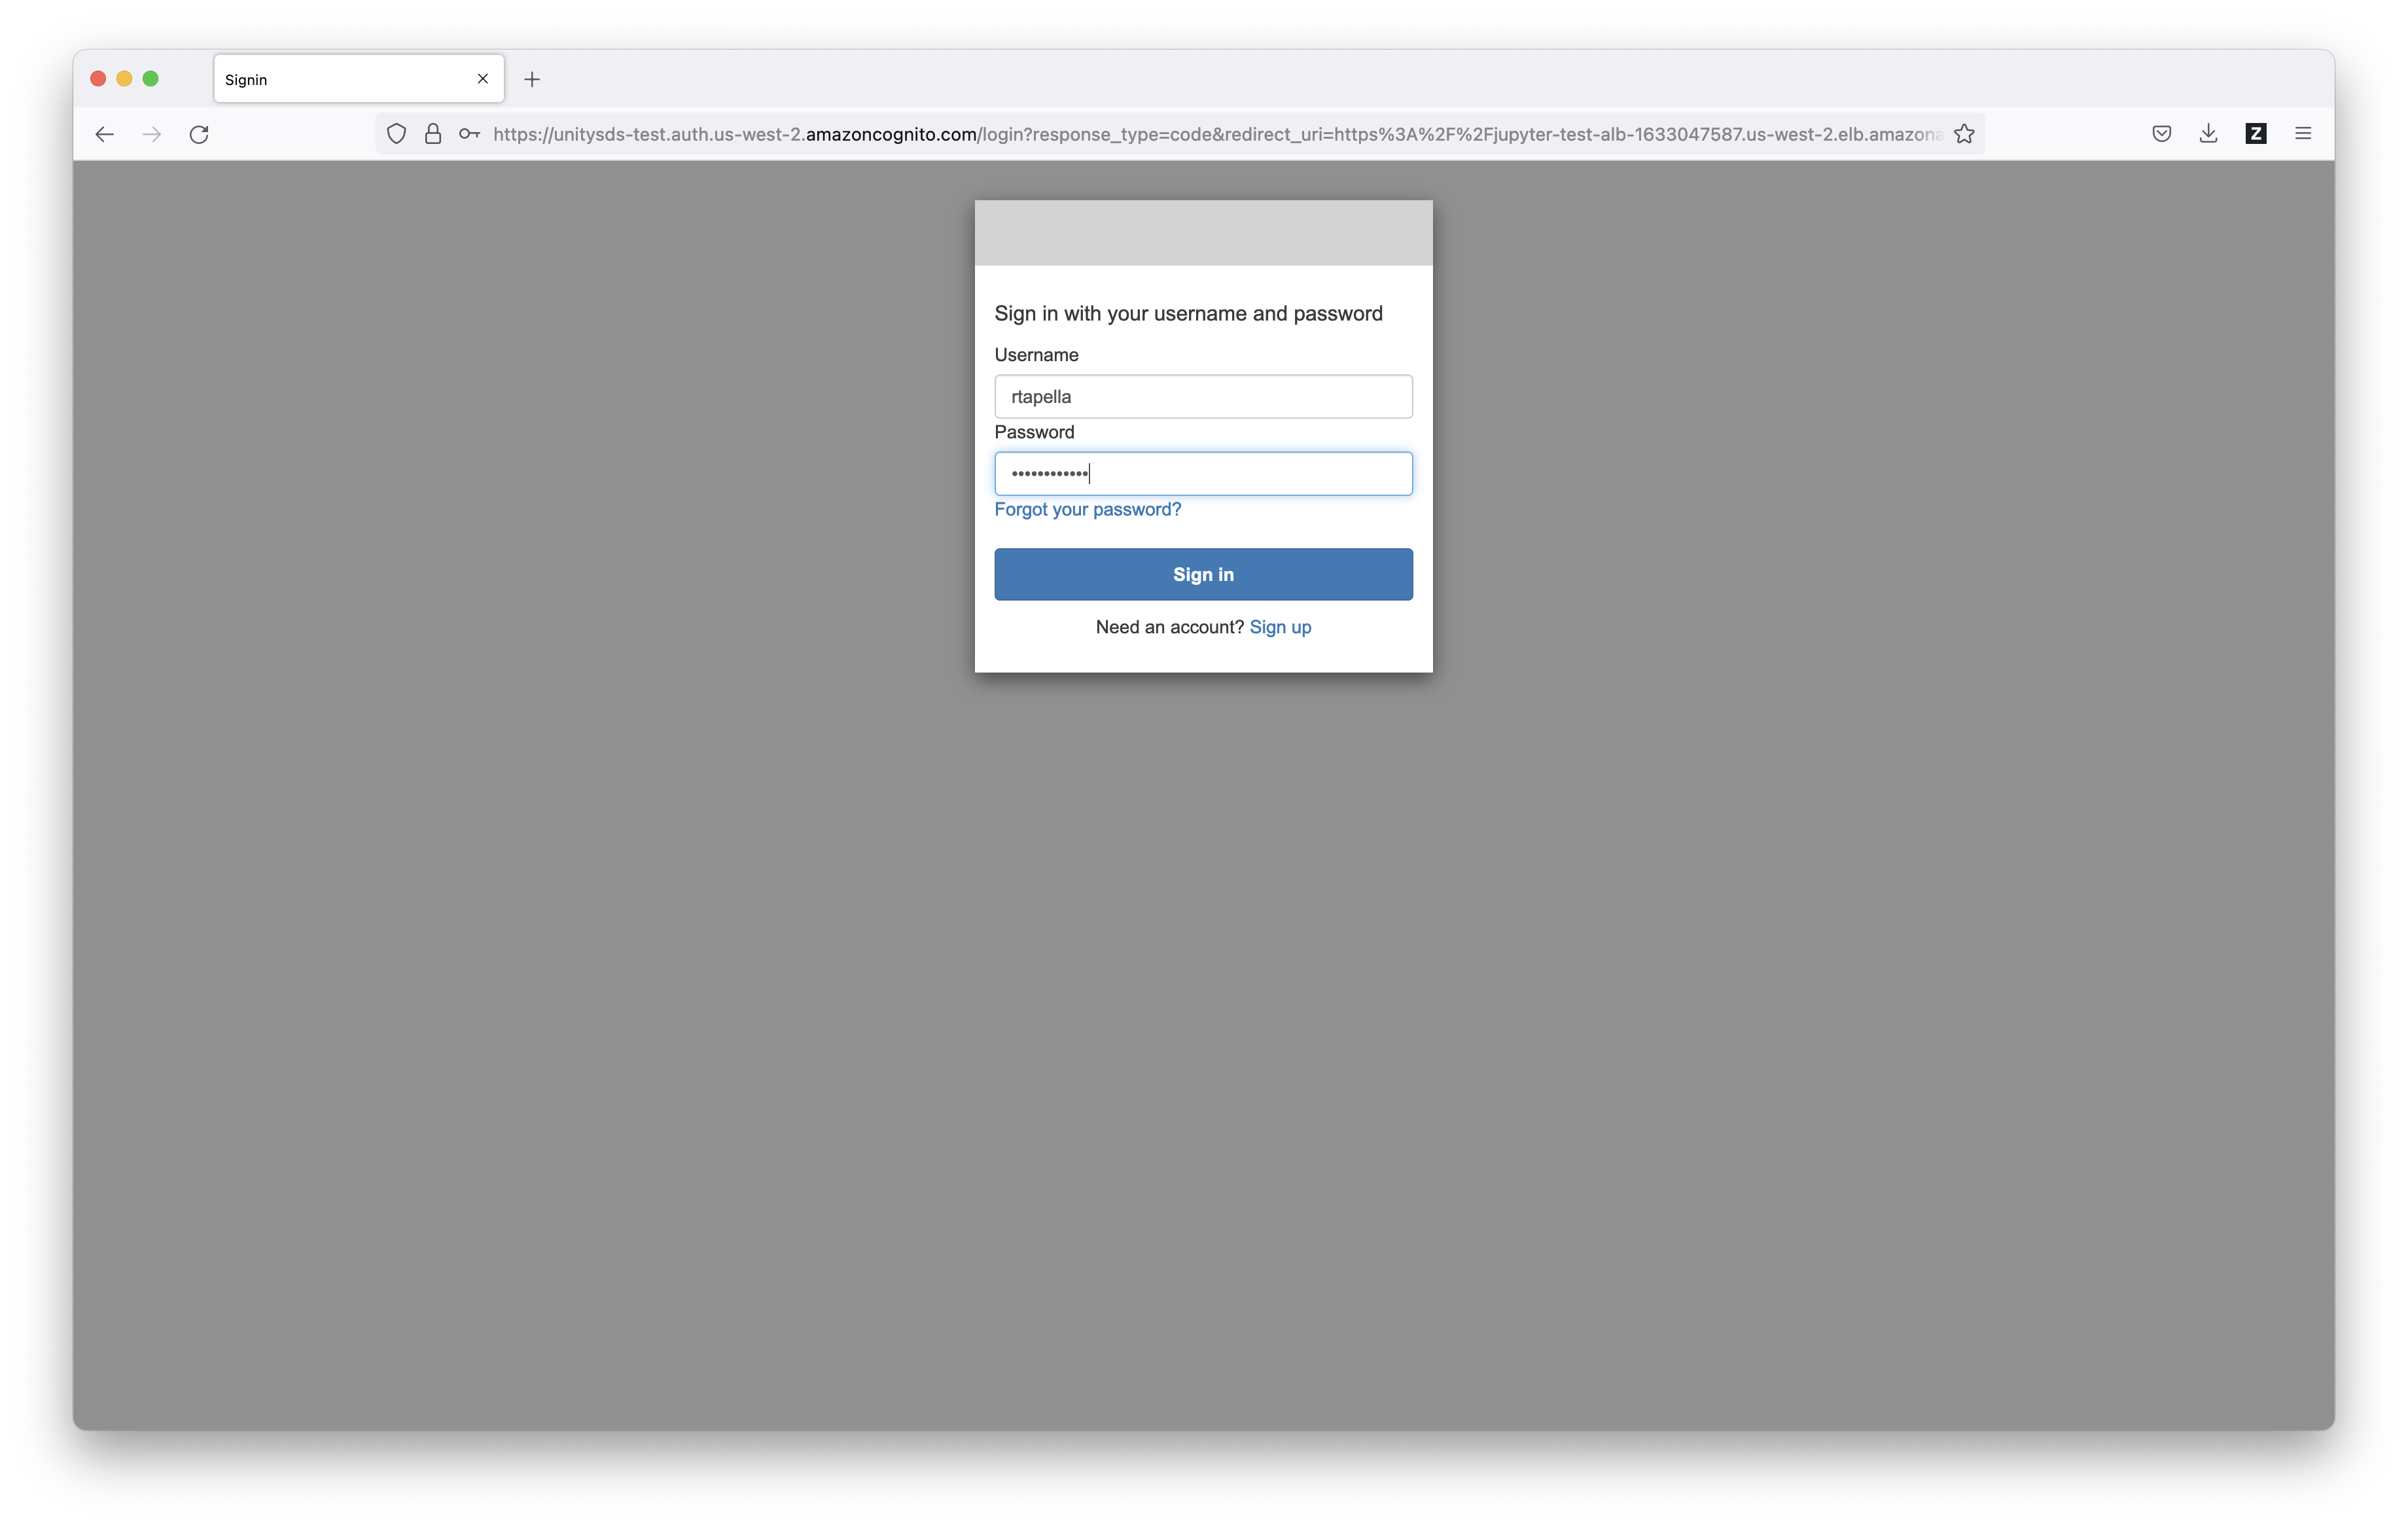 Signin
https://unitysds-test.auth.us-west-2.amazoncognito.com/login?response_type=code&redirect_uri=https%3A%2F%2Fjupyter-test-alb-1633047587.us-west-2.elb.amazona
Z
Sign in with your username and password
Username
rtapella
Password
••••••••••••
Forgot your password?
Sign in
Need an account? Sign up